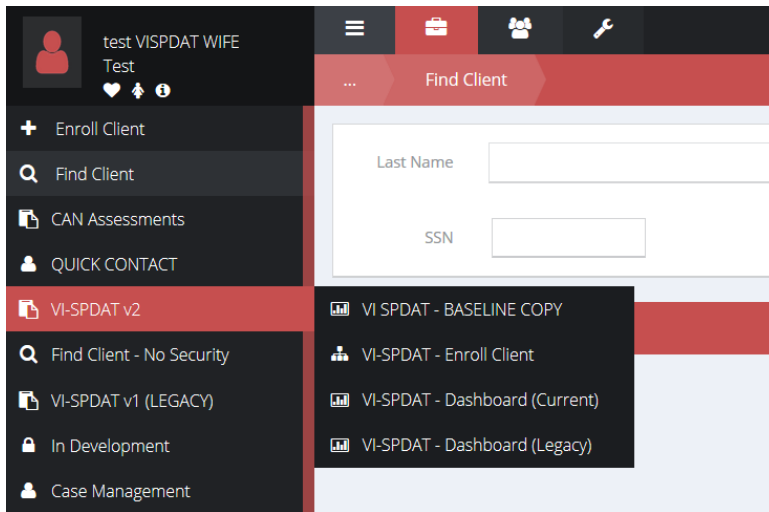 test VISPDAT WIFE
Test
Enroll Client
Find Client
CAN Assessments
QUICK CONTACT
VI-SPDAT v2
Find Client - No Security
VI-SPDAT v1 (LEGACY)
In Development
Case Management
...
Find Client
Last Name
SSN
VI SPDAT - BASELINE COPY
VI-SPDAT - Enroll Client
VI-SPDAT - Dashboard (Current)
VI-SPDAT - Dashboard (Legacy)